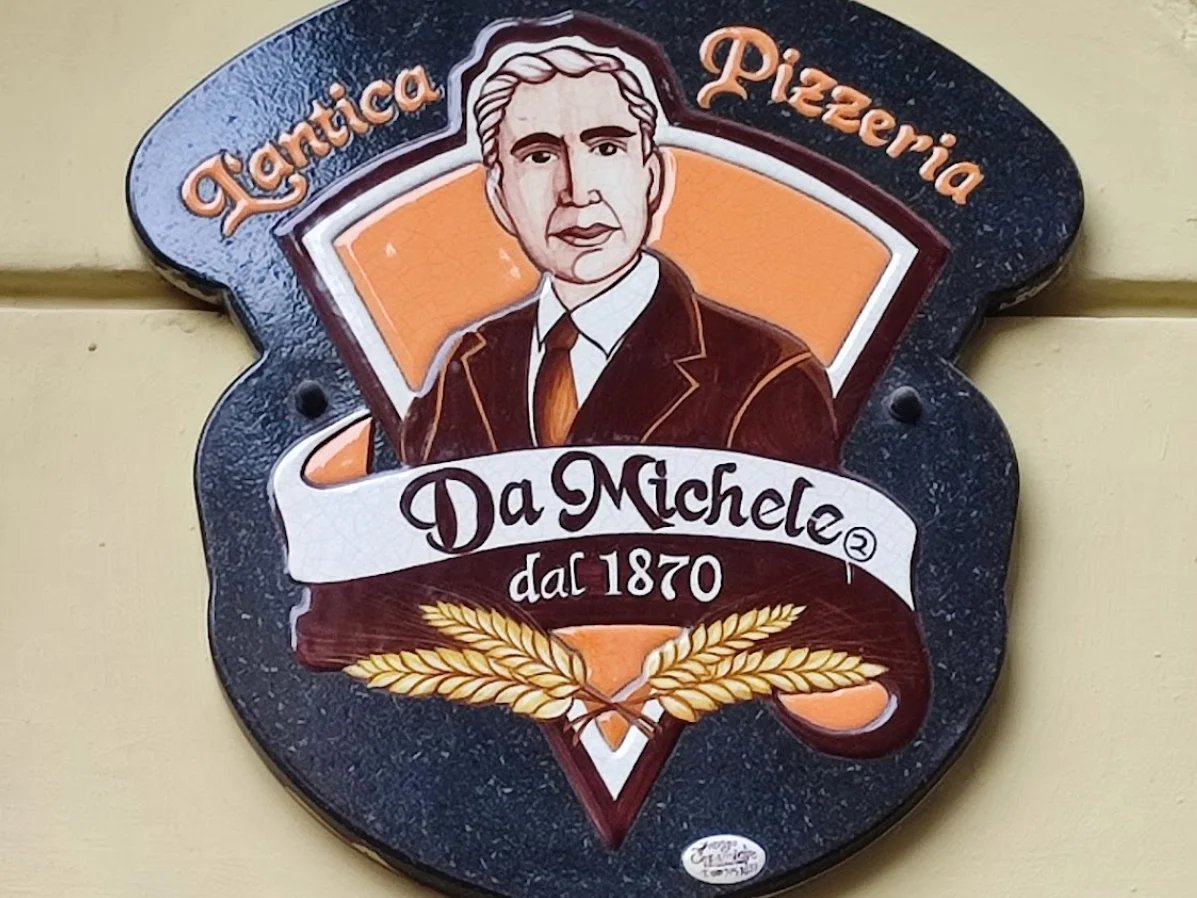 L'antica Pizzeria
Da Michele
dal 1870